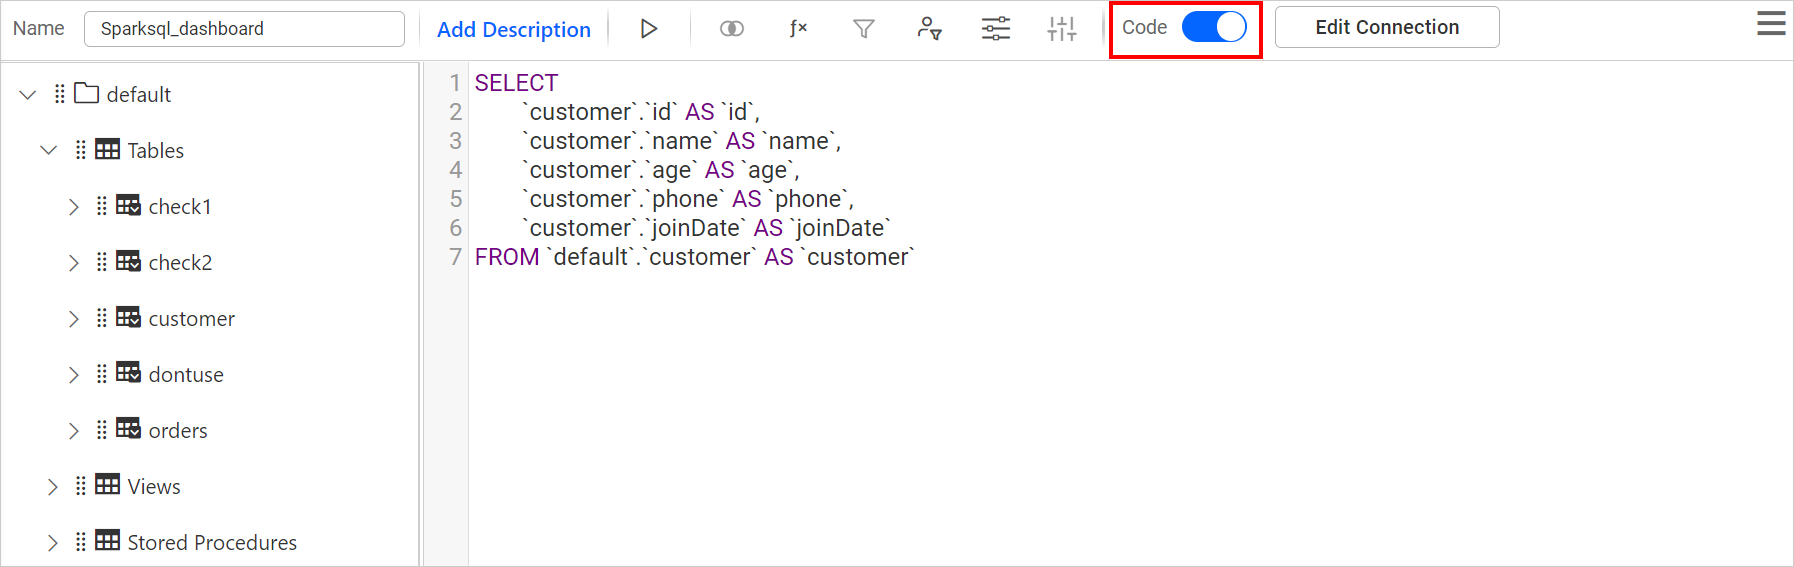 Name Sparksql_dashboard Add Description ƒx Code Edit Connection
default
Tables
check1
check2
customer
dontuse
orders
Views
Stored Procedures
1 SELECT
2 `customer`.`id` AS `id`,
3 `customer`.`name` AS `name`,
4 `customer`.`age` AS `age`,
5 `customer`.`phone` AS `phone`,
6 `customer`.`joinDate` AS `joinDate`
7 FROM `default`.`customer` AS `customer`